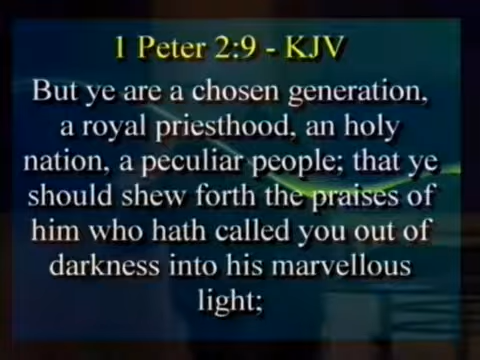 1 Peter 2:9 - KJV
But ye are a chosen generation,
a royal priesthood, an holy
nation, a peculiar people; that ye
should shew forth the praises of
him who hath called you out of
darkness into his marvellous
light;